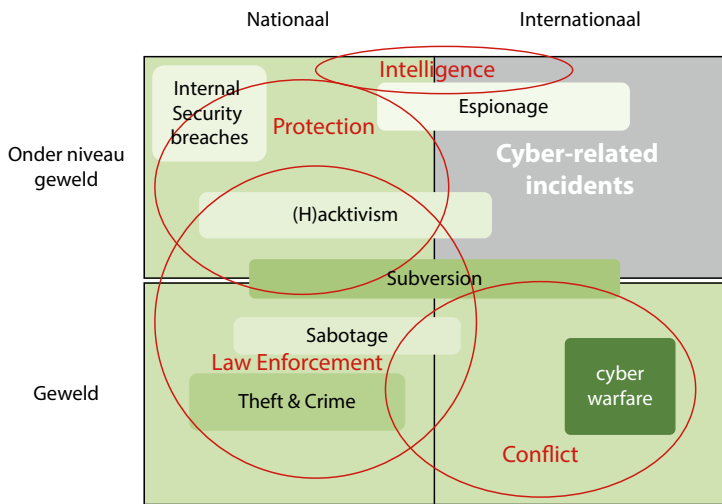 Nationaal
Internationaal
Intelligence
Internal
Security
breaches
Espionage
Protection
Onder niveau
geweld
Cyber-related
incidents
(H)acktivism
Subversion
Sabotage
Law Enforcement
Geweld
Theft & Crime
cyber
warfare
Conflict